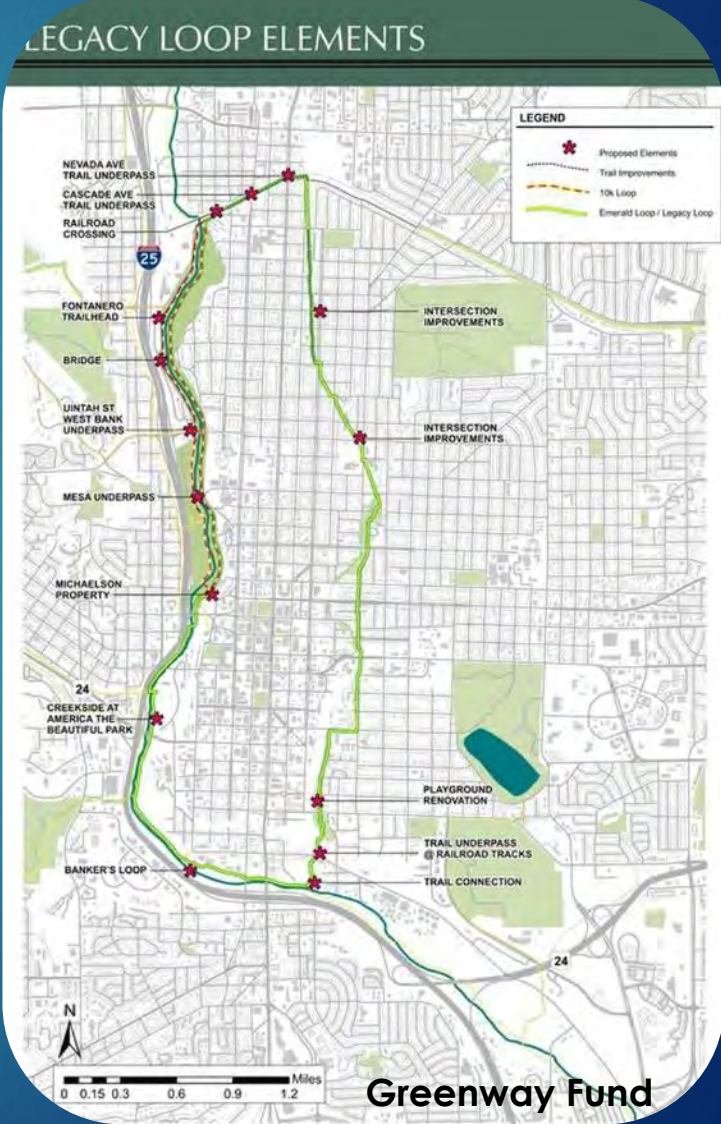 LEGACY LOOP ELEMENTS
LEGEND
Proposed Elements
Trail Improvements
10k Loop
Emerald Loop / Legacy Loop
NEVADA AVE
TRAIL UNDERPASS
CASCADE AVE
TRAIL UNDERPASS
RAILROAD
CROSSING
25
FONTANERO
TRAILHEAD
INTERSECTION
IMPROVEMENTS
BRIDGE
UINTAH ST
WEST BANK
UNDERPASS
INTERSECTION
IMPROVEMENTS
MESA UNDERPASS
MICHAELSON
PROPERTY
24
CREEKSIDE AT
AMERICA THE
BEAUTIFUL PARK
PLAYGROUND
RENOVATION
TRAIL UNDERPASS
@ RAILROAD TRACKS
BANKER'S LOOP
TRAIL CONNECTION
24
N
Miles
0 0.15 0.3 0.6 0.9 1.2
Greenway Fund